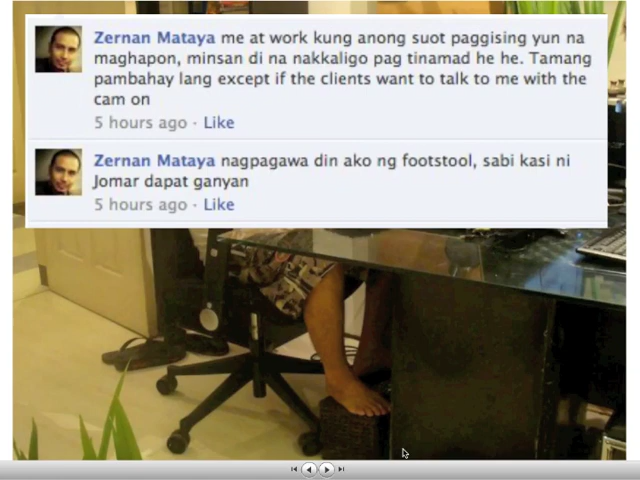 Zernan Mataya me at work kung anong suot paggising yun na
maghapon, minsan di na nakkaligo pag tinamad he he. Tamang
pambahay lang except if the clients want to talk to me with the
cam on
5 hours ago · Like
Zernan Mataya nagpagawa din ako ng footstool, sabi kasi ni
Jomar dapat ganyan
5 hours ago · Like